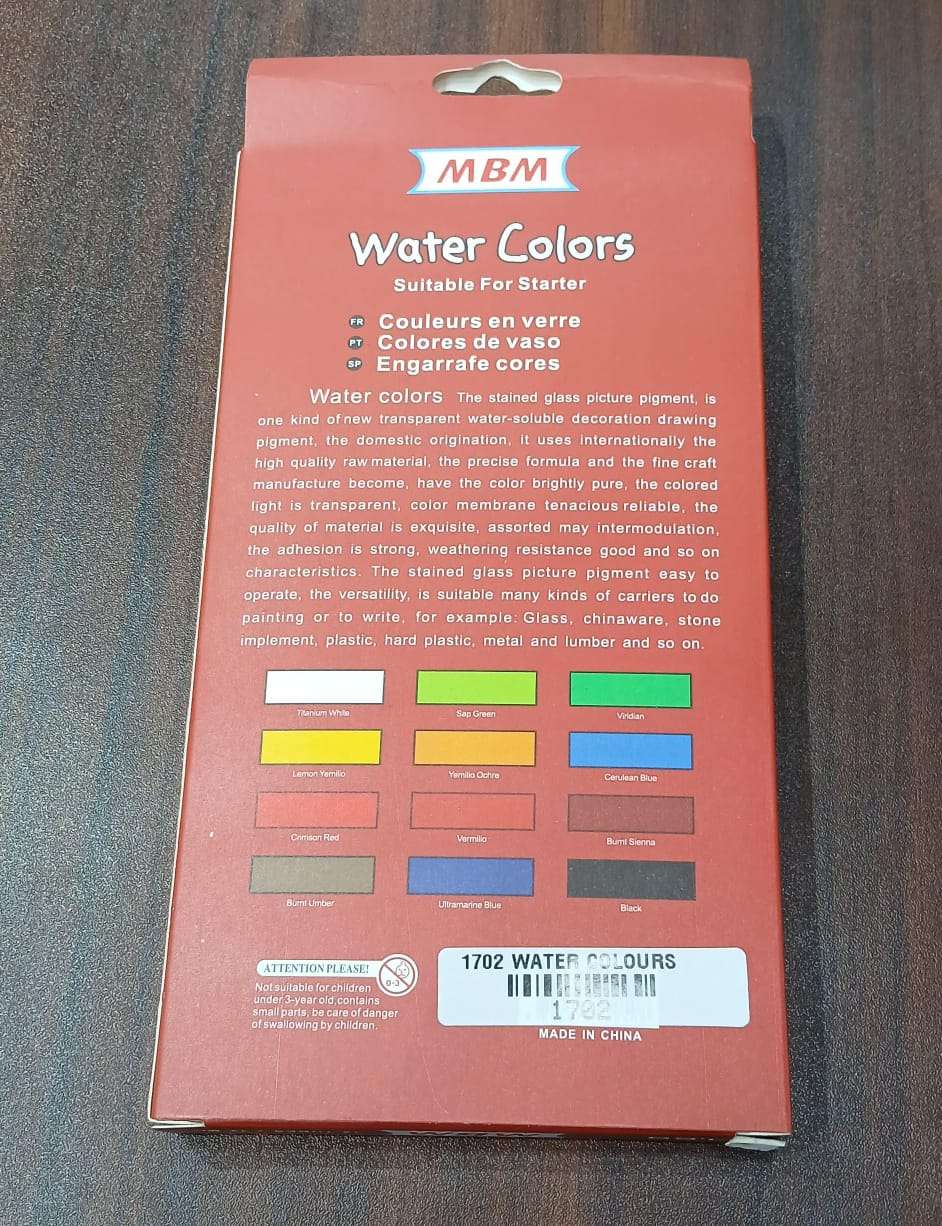 MBM
Water Colors
Suitable For Starter
FR Couleurs en verre
PT Colores de vaso
SP Engarrafe cores
Water colors The stained glass picture pigment, is
one kind of new transparent water-soluble decoration drawing
pigment, the domestic origination, it uses internationally the
high quality raw material, the precise formula and the fine craft
manufacture become, have the color brightly pure, the colored
light is transparent, color membrane tenacious reliable, the
quality of material is exquisite, assorted may intermodulation,
the adhesion is strong, weathering resistance good and so on
characteristics. The stained glass picture pigment easy to
operate, the versatility, is suitable many kinds of carriers to do
painting or to write, for example: Glass, chinaware, stone
implement, plastic, hard plastic, metal and lumber and so on.
Titanium White Sap Green Viridian
Lemon Yemilio Yemilio Ochre Cerulean Blue
Crimson Red Vermilio Burnt Sienna
Burnt Umber Ultramarine Blue Black
ATTENTION PLEASE!
0-3
Not suitable for children
under 3-year old,contains
small parts, be care of danger
of swallowing by children.
1702 WATER COLOURS
1702
MADE IN CHINA